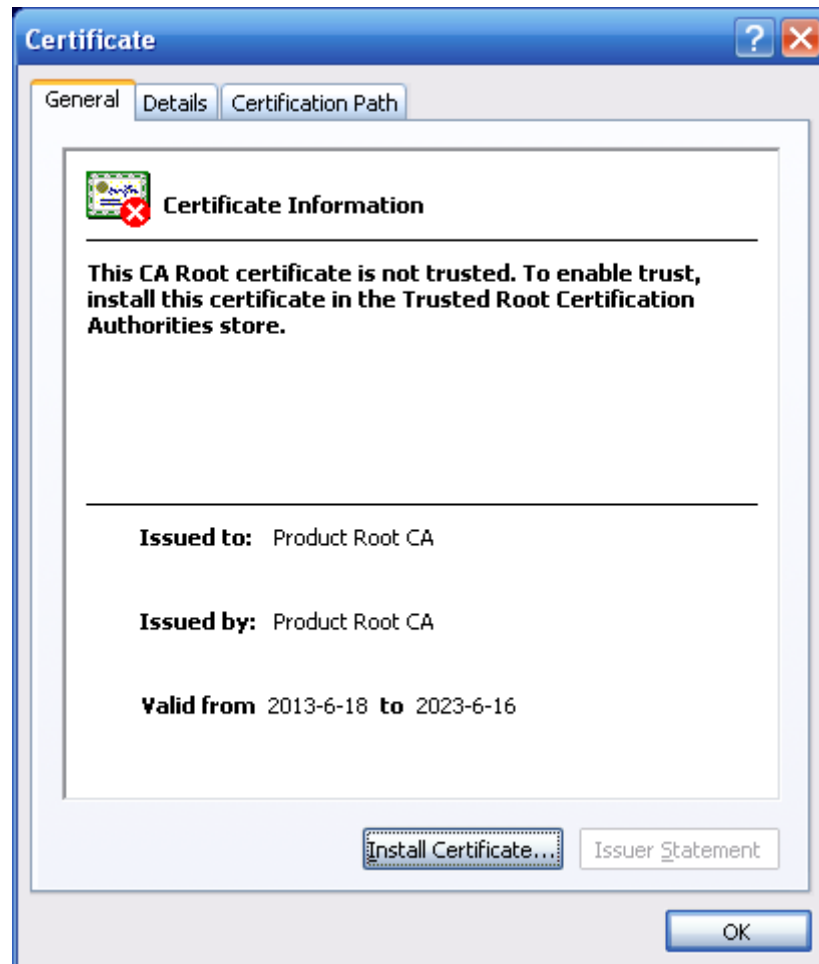 Certificate
General Details Certification Path
Certificate Information
This CA Root certificate is not trusted. To enable trust,
install this certificate in the Trusted Root Certification
Authorities store.
Issued to: Product Root CA
Issued by: Product Root CA
Valid from 2013-6-18 to 2023-6-16
Install Certificate... Issuer Statement
OK